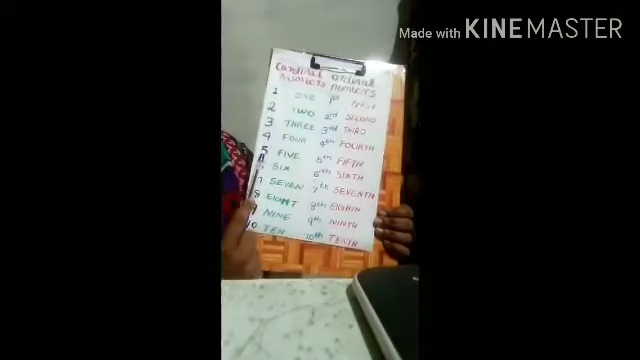 Made with KINEMASTER
Cardinal Ordinal
Numbers numbers
1 ONE 1st FIRST
2 TWO 2nd SECOND
3 THREE 3rd THIRD
4 FOUR 4th FOURTH
5 FIVE 5th FIFTH
6 SIX 6th SIXTH
7 SEVEN 7th SEVENTH
8 EIGHT 8th EIGHTH
9 NINE 9th NINTH
10 TEN 10th TENTH